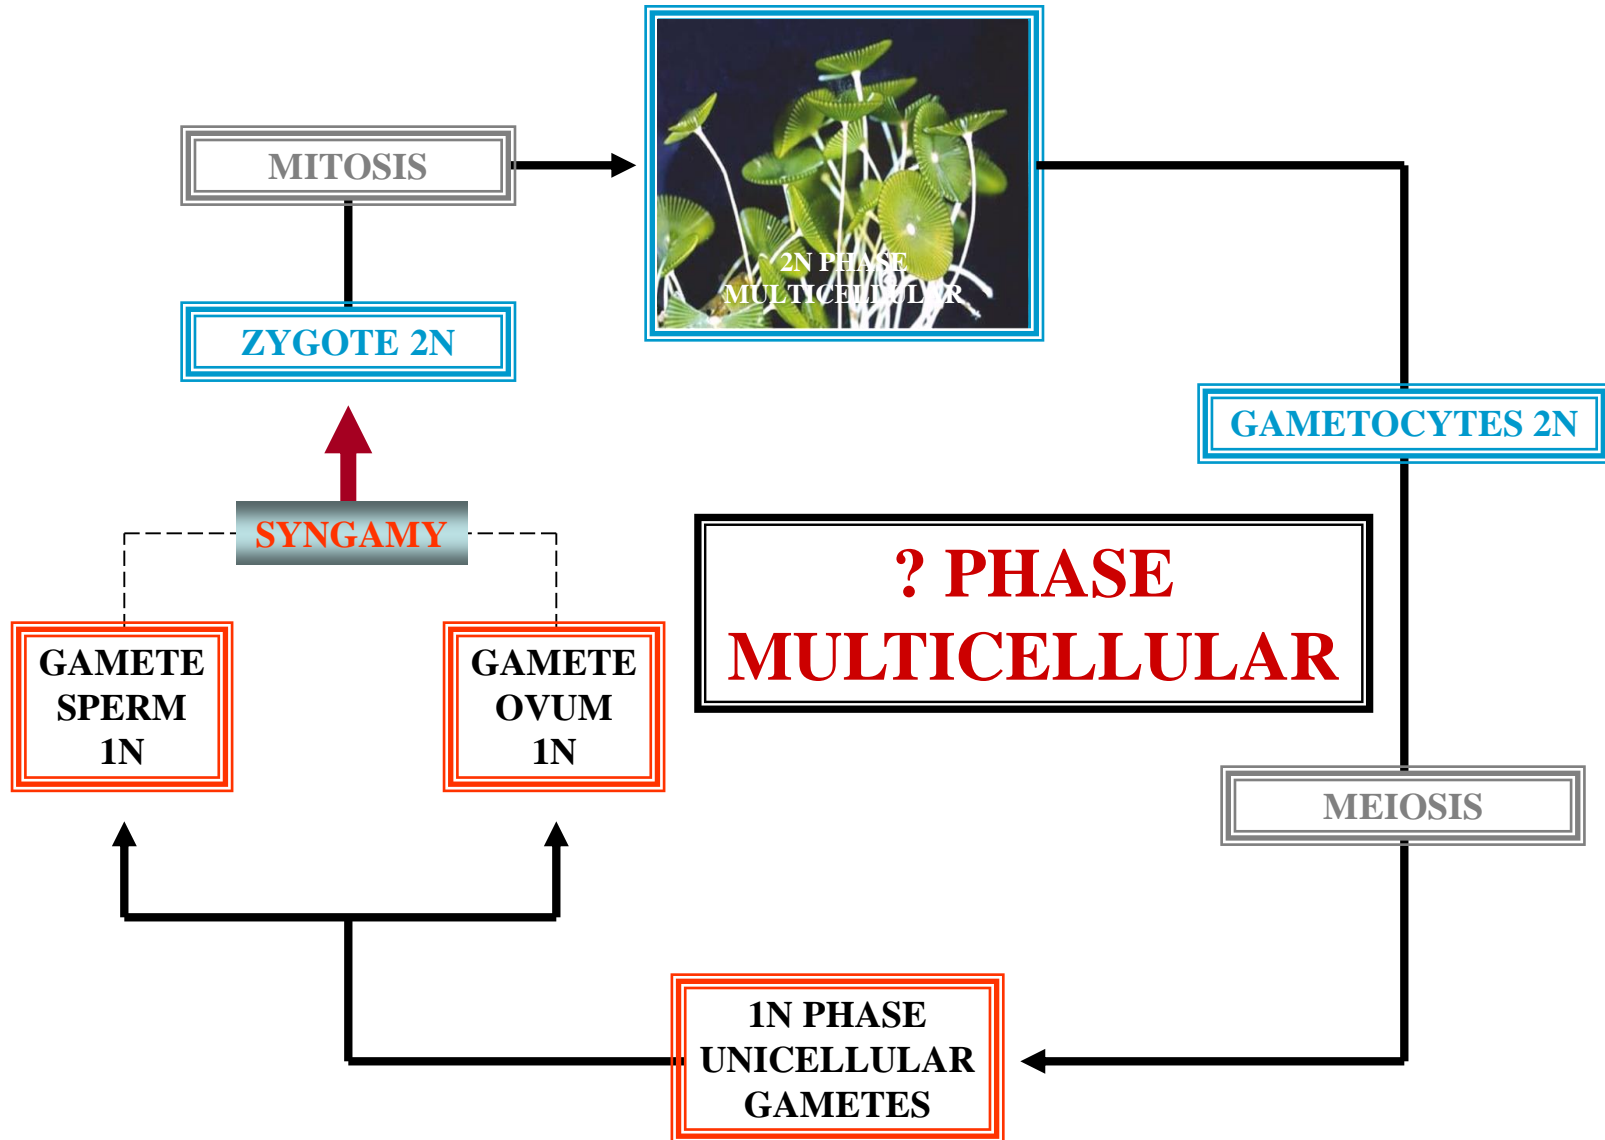 MITOSIS
2N PHASE
MULTICELLULAR
ZYGOTE 2N
GAMETOCYTES 2N
SYNGAMY
? PHASE
MULTICELLULAR
GAMETE
SPERM
1N
GAMETE
OVUM
1N
MEIOSIS
1N PHASE
UNICELLULAR
GAMETES